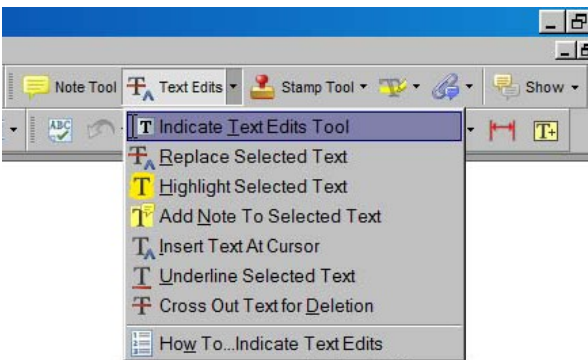 Note Tool Text Edits Stamp Tool Show
ABC T+
T Indicate Text Edits Tool
Replace Selected Text
Highlight Selected Text
Add Note To Selected Text
Insert Text At Cursor
Underline Selected Text
Cross Out Text for Deletion
How To...Indicate Text Edits